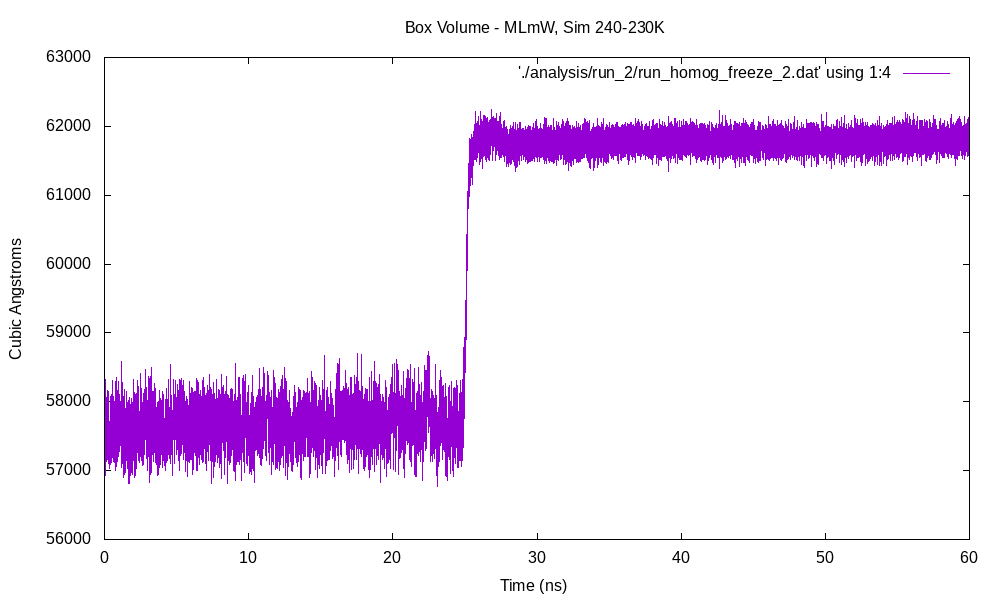 Box Volume - MLmW, Sim 240-230K
'./analysis/run_2/run_homog_freeze_2.dat' using 1:4
Cubic Angstroms
63000
62000
61000
60000
59000
58000
57000
56000
0 10 20 30 40 50 60
Time (ns)